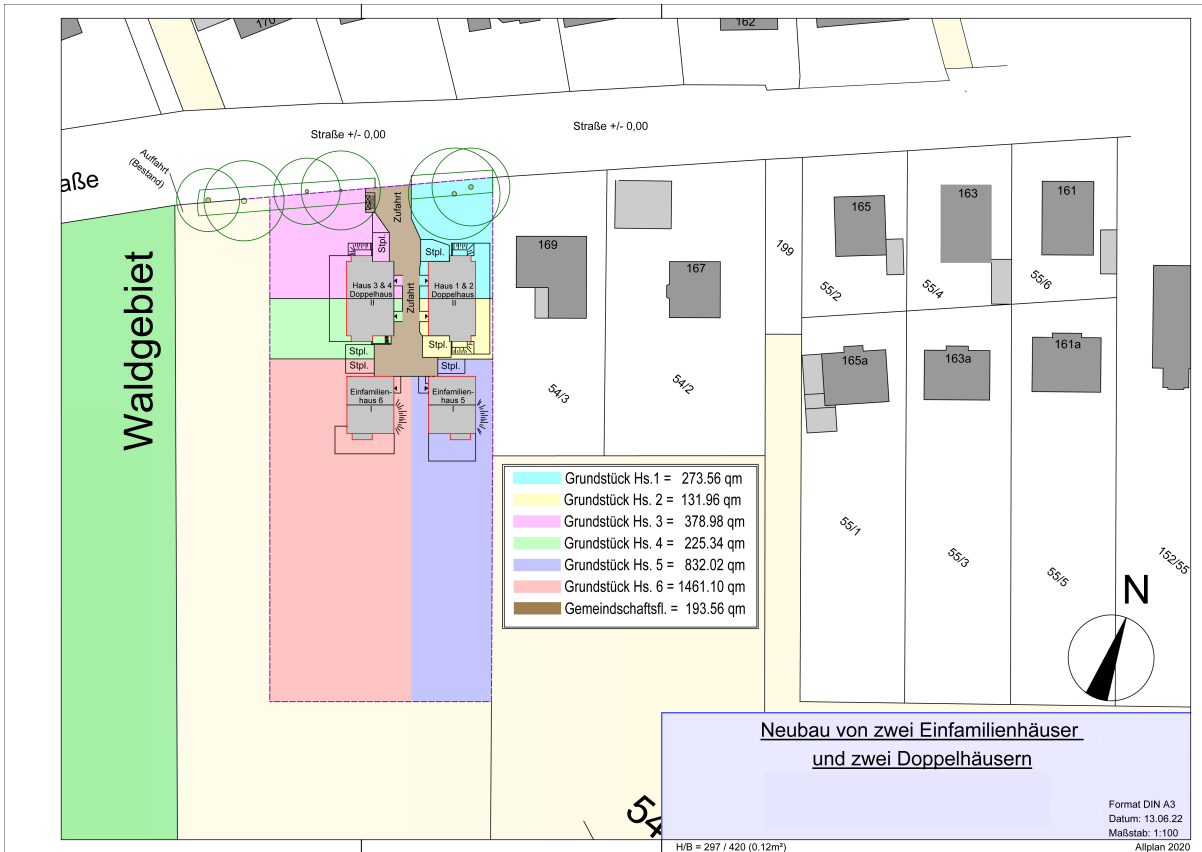 170
162
Straße +/- 0,00
Straße +/- 0,00
Auffahrt
(Bestand)
aße
Zufahrt
Stpl.
Stpl.
169
167
199
165
163
161
55/2
55/4
55/6
Waldgebiet
Haus 3 & 4
Doppelhaus
II
Zufahrt
Haus 1 & 2
Doppelhaus
II
Stpl.
Stpl.
Stpl.
Stpl.
Einfamilien-
haus 6
I
Einfamilien-
haus 5
I
54/3
54/2
165a
163a
161a
Grundstück Hs.1 = 273.56 qm
Grundstück Hs. 2 = 131.96 qm
Grundstück Hs. 3 = 378.98 qm
Grundstück Hs. 4 = 225.34 qm
Grundstück Hs. 5 = 832.02 qm
Grundstück Hs. 6 = 1461.10 qm
Gemeindschaftsfl. = 193.56 qm
55/1
55/3
55/5
152/55
N
54
Neubau von zwei Einfamilienhäuser
und zwei Doppelhäusern
Format DIN A3
Datum: 13.06.22
Maßstab: 1:100
H/B = 297 / 420 (0.12m²)
Allplan 2020